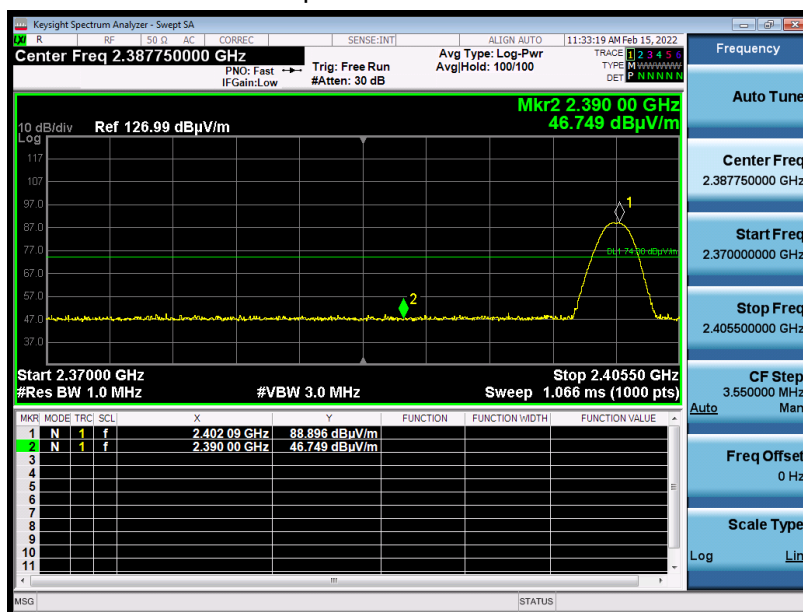 Keysight Spectrum Analyzer - Swept SA
LXI R RF 50 Ω AC CORREC SENSE:INT ALIGN AUTO 11:33:19 AM Feb 15, 2022
Center Freq 2.387750000 GHz
PNO: Fast
IFGain:Low
Trig: Free Run
#Atten: 30 dB
Avg Type: Log-Pwr
Avg|Hold: 100/100
TRACE 1 2 3 4 5 6
TYPE M WWWWW
DET P N N N N N
Mkr2 2.390 00 GHz
46.749 dBµV/m
10 dB/div Ref 126.99 dBµV/m
Log
117
107
97.0
87.0
77.0
67.0
57.0
47.0
37.0
1
DL1 74.00 dBµV/m
2
Start 2.37000 GHz Stop 2.40550 GHz
#Res BW 1.0 MHz #VBW 3.0 MHz Sweep 1.066 ms (1000 pts)
MKR MODE TRC SCL X Y FUNCTION FUNCTION WIDTH FUNCTION VALUE
1 N 1 f 2.402 09 GHz 88.896 dBµV/m
2 N 1 f 2.390 00 GHz 46.749 dBµV/m
3
4
5
6
7
8
9
10
11
MSG STATUS
Frequency
Auto Tune
Center Freq
2.387750000 GHz
Start Freq
2.370000000 GHz
Stop Freq
2.405500000 GHz
CF Step
3.550000 MHz
Auto Man
Freq Offset
0 Hz
Scale Type
Log Lin